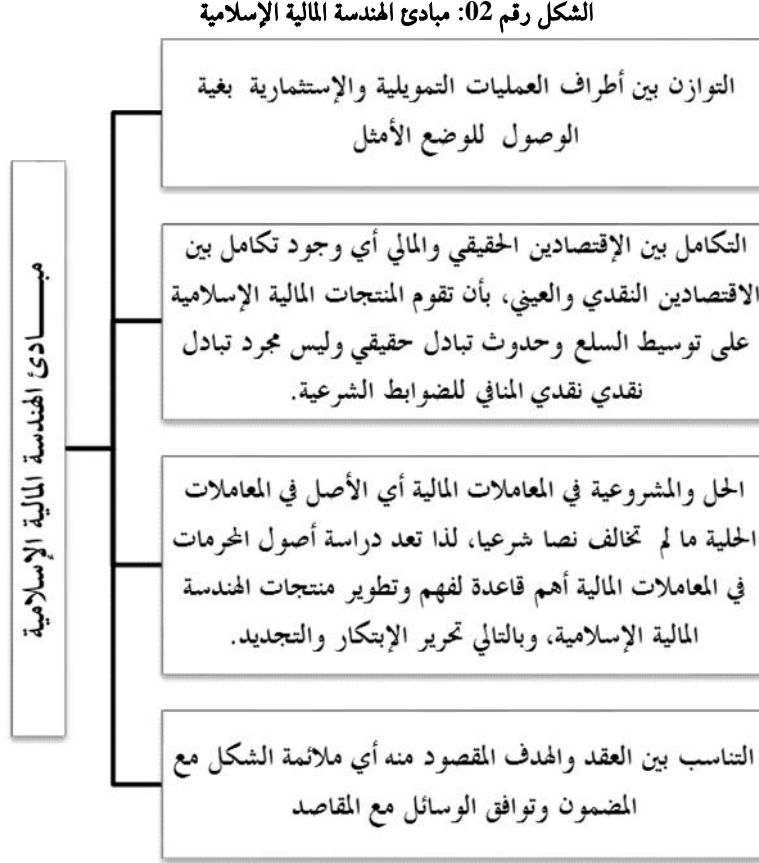 الشكل رقم 02: مبادئ الهندسة المالية الإسلامية
مبــــادئ الهندسة المالية الإسلامية
التوازن بين أطراف العمليات التمويلية والإستثمارية بغية
الوصول للوضع الأمثل
التكامل بين الإقتصادين الحقيقي والمالي أي وجود تكامل بين
الاقتصادين النقدي والعيني، بأن تقوم المنتجات المالية الإسلامية
على توسيط السلع وحدوث تبادل حقيقي وليس مجرد تبادل
نقدي نقدي المنافي للضوابط الشرعية.
الحل والمشروعية في المعاملات المالية أي الأصل في المعاملات
الحلية ما لم تخالف نصا شرعيا، لذا تعد دراسة أصول المحرمات
في المعاملات المالية أهم قاعدة لفهم وتطوير منتجات الهندسة
المالية الإسلامية، وبالتالي تحرير الإبتكار والتجديد.
التناسب بين العقد والهدف المقصود منه أي ملائمة الشكل مع
المضمون وتوافق الوسائل مع المقاصد